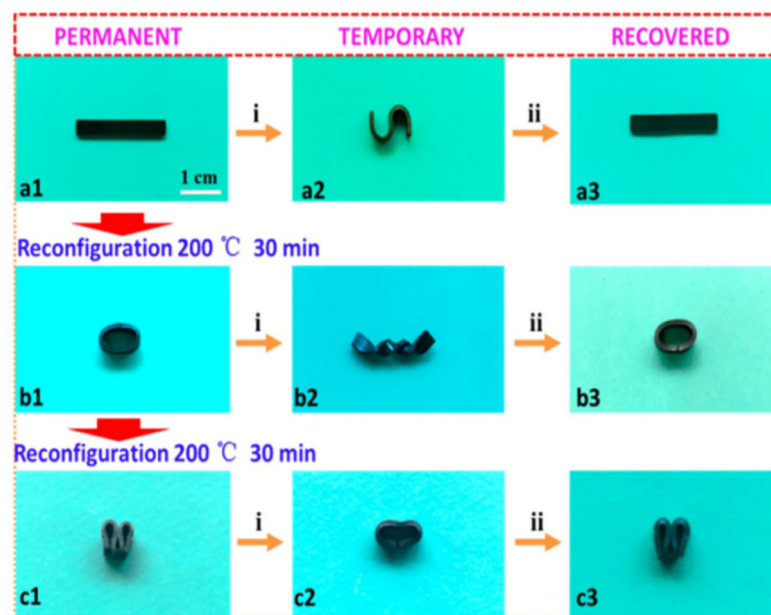 PERMANENT TEMPORARY RECOVERED
i ii
a1 1 cm a2 a3
Reconfiguration 200 ℃ 30 min
i ii
b1 b2 b3
Reconfiguration 200 ℃ 30 min
i ii
c1 c2 c3